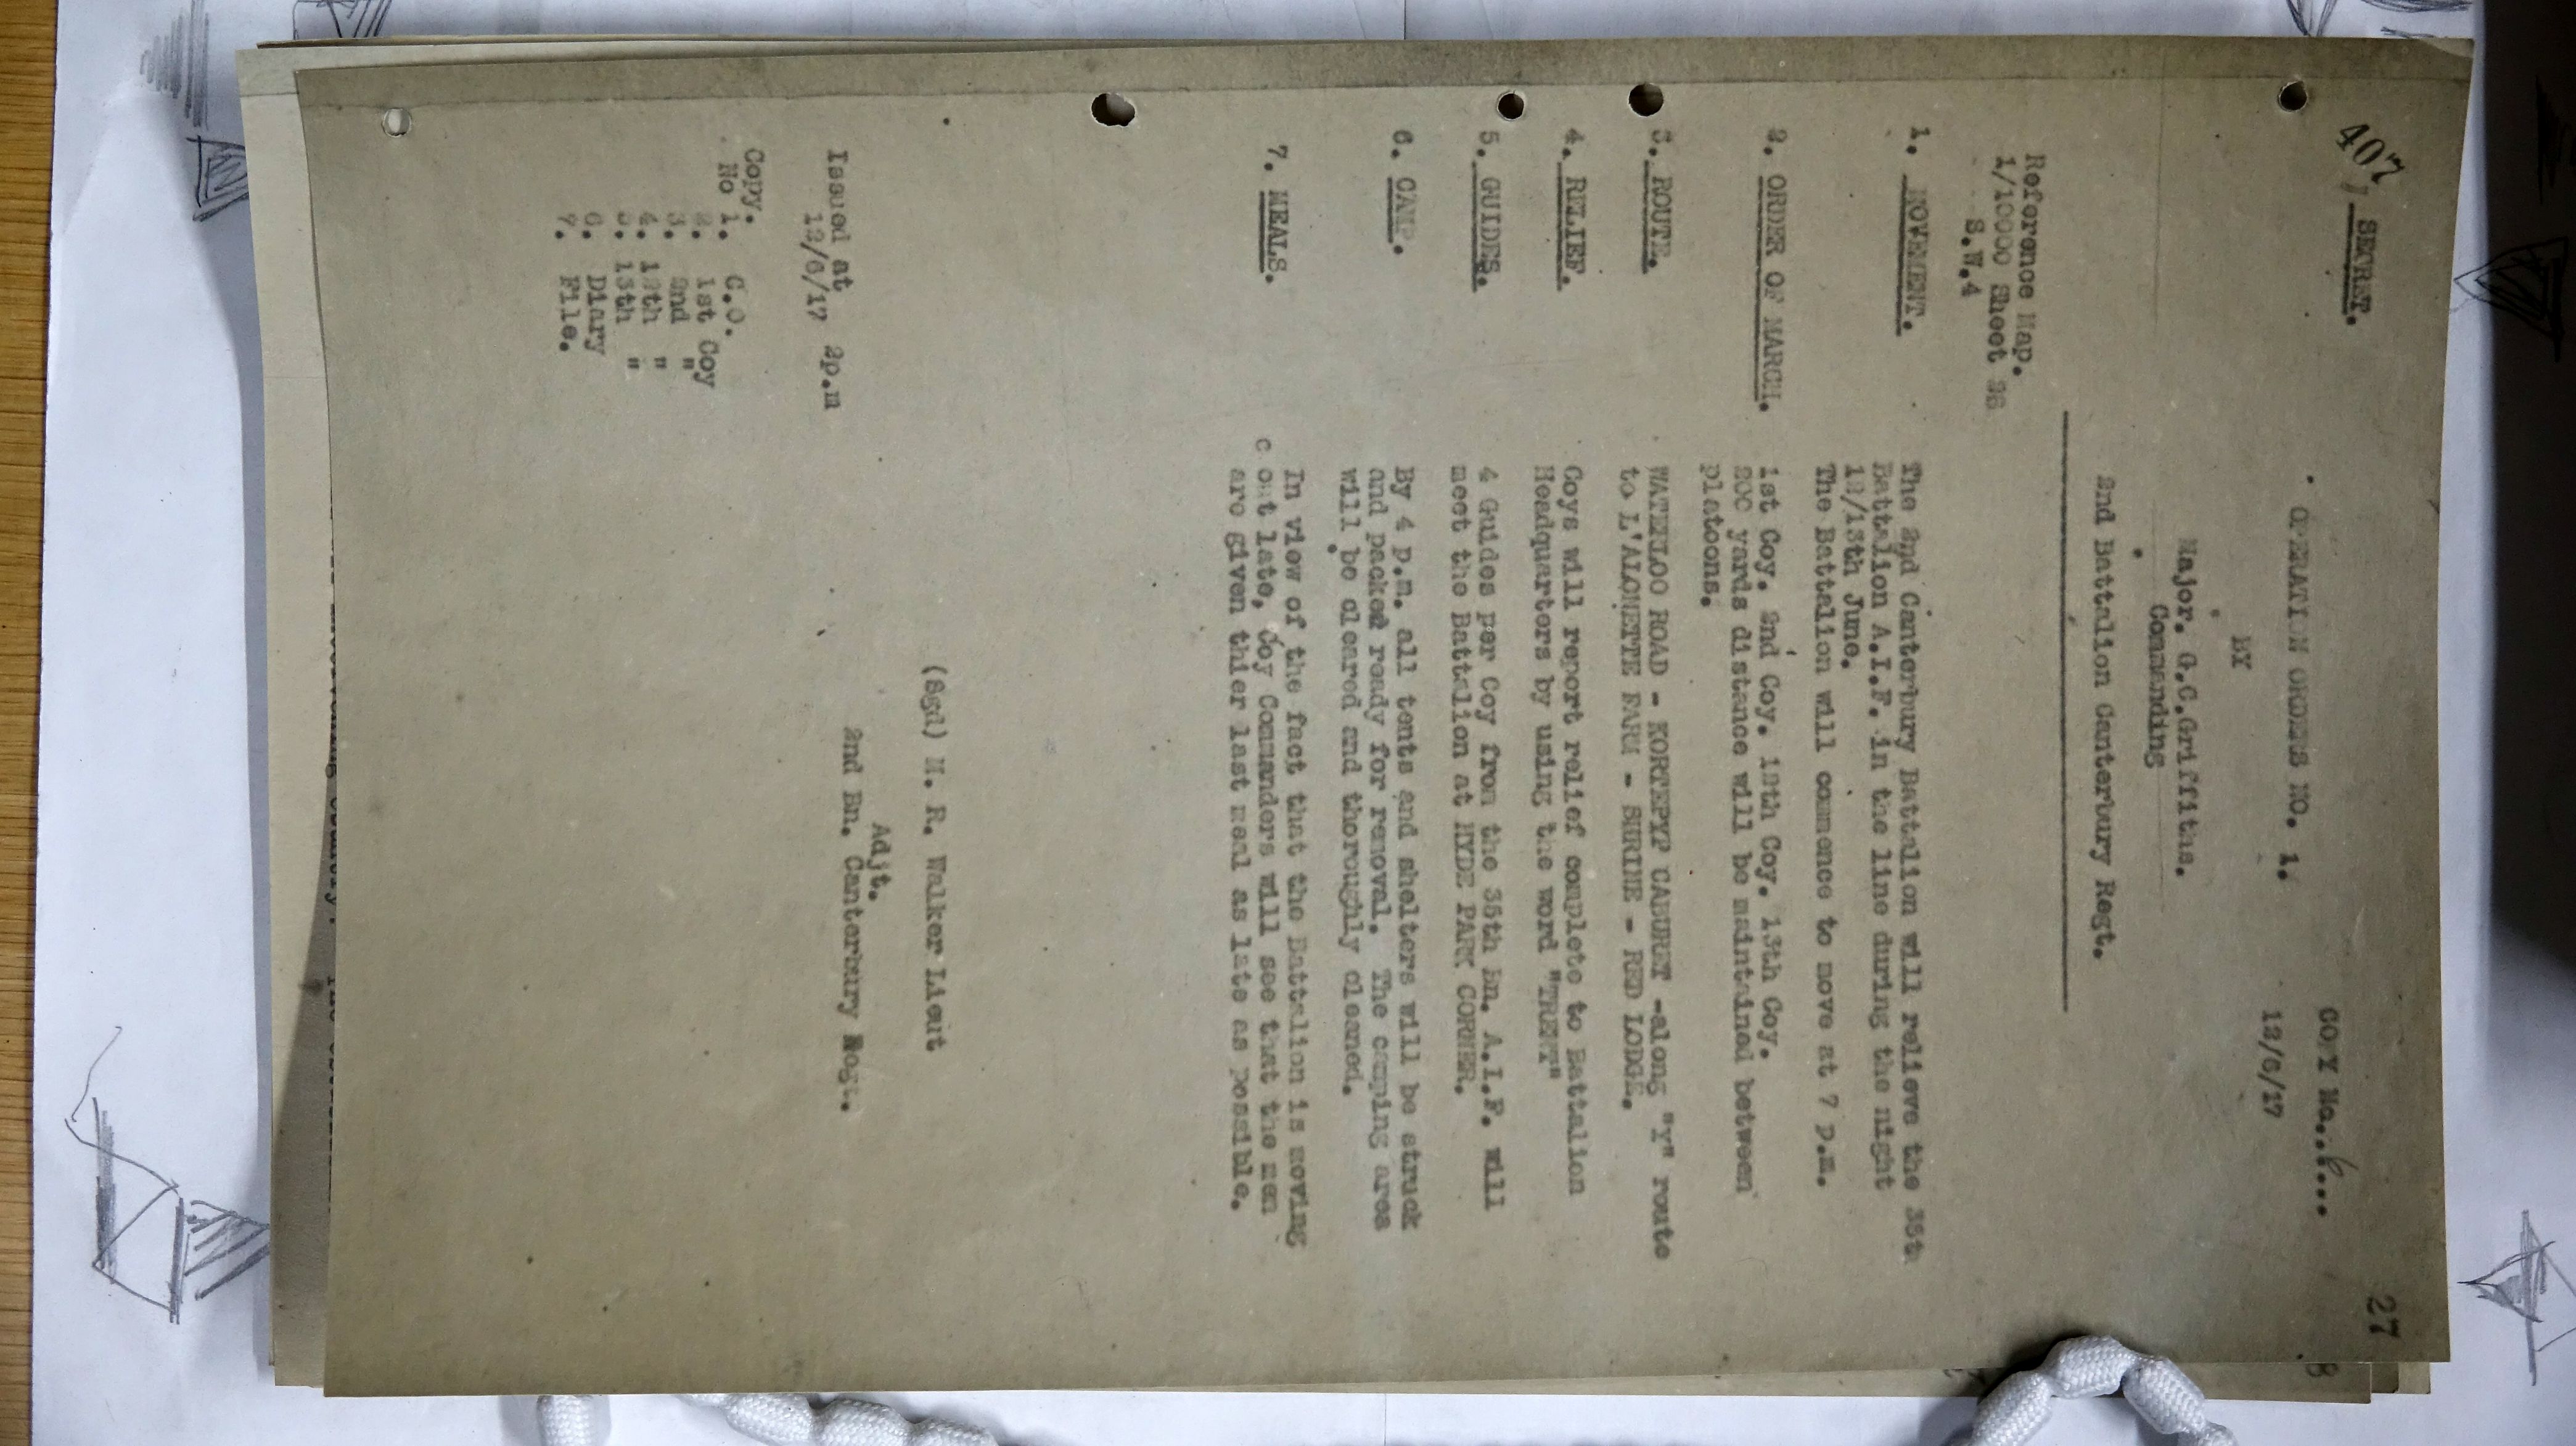 407
27
SECRET.
OPERATION ORDERS NO. 1.
COPY No...6...
BY
12/6/17
Major. G.C.Griffiths.
Commanding
2nd Battalion Canterbury Regt.
Reference Map.
1/10000 Sheet 28
S.W.4
1. MOVEMENT. The 2nd Canterbury Battalion will relieve the 35th
Battalion A.I.F. in the line during the night
12/13th June.
The Battalion will commence to move at 7 p.m.
2. ORDER OF MARCH. 1st Coy. 2nd Coy. 12th Coy. 13th Coy.
200 yards distance will be maintained between
platoons.
3. ROUTE. WATERLOO ROAD - KORTEPYP CABURET -along "Y" route
to L'ALOUETTE FARM - SHRINE - RED LODGE.
4. RELIEF. Coys will report relief complete to Battalion
Headquarters by using the word "TRENT"
5. GUIDES. 4 Guides per Coy from the 35th Bn. A.I.F. will
meet the Battalion at HYDE PARK CORNER.
6. CAMP. By 4 p.m. all tents and shelters will be struck
and packed ready for removal. The camping area
will be cleared and thoroughly cleaned.
7. MEALS. In view of the fact that the Battalion is moving
c out late, Coy Commanders will see that the men
are given thier last meal as late as possible.
(Sgd) M. R. Walker Lieut
Adjt.
2nd Bn. Canterbury Regt.
Issued at 2p.m
12/6/17
Copy.
No 1. C.O.
2. 1st Coy
3. 2nd "
4. 12th "
5. 13th "
6. Diary
7. File.